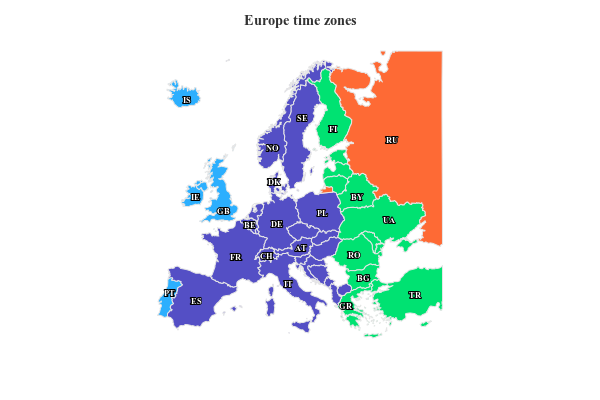 Europe time zones
IS
SE
FI
RU
NO
DK
IE
GB
PL
BY
BE
DE
UA
AT
FR
CH
RO
BG
IT
PT
ES
GR
TR